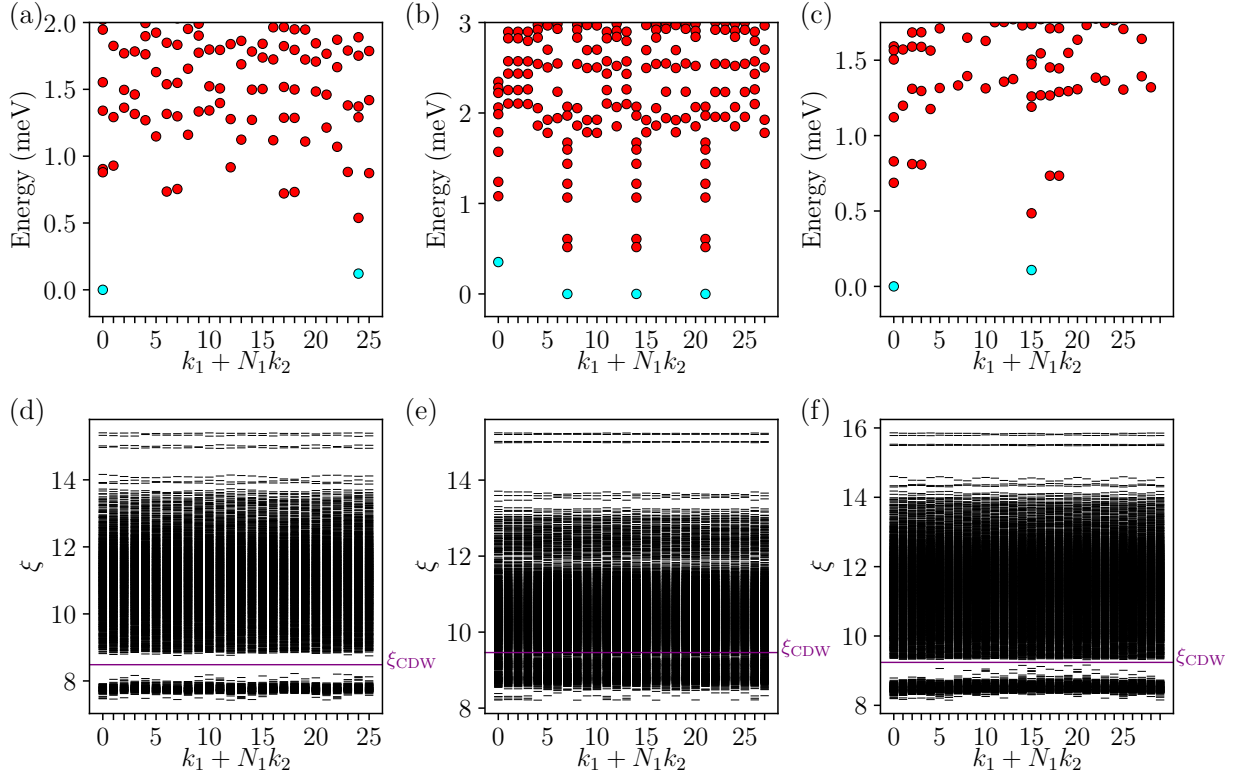 (a) (b) (c)
2.0
1.5
1.0
0.5
0.0
Energy (meV)
0 5 10 15 20 25
k₁ + N₁k₂
3
2
1
0
Energy (meV)
0 5 10 15 20 25
k₁ + N₁k₂
1.5
1.0
0.5
0.0
Energy (meV)
0 5 10 15 20 25
k₁ + N₁k₂
(d) (e) (f)
14
12
10
8
ξ
ξCDW
0 5 10 15 20 25
k₁ + N₁k₂
14
12
10
8
ξ
ξCDW
0 5 10 15 20 25
k₁ + N₁k₂
16
14
12
10
8
ξ
ξCDW
0 5 10 15 20 25
k₁ + N₁k₂